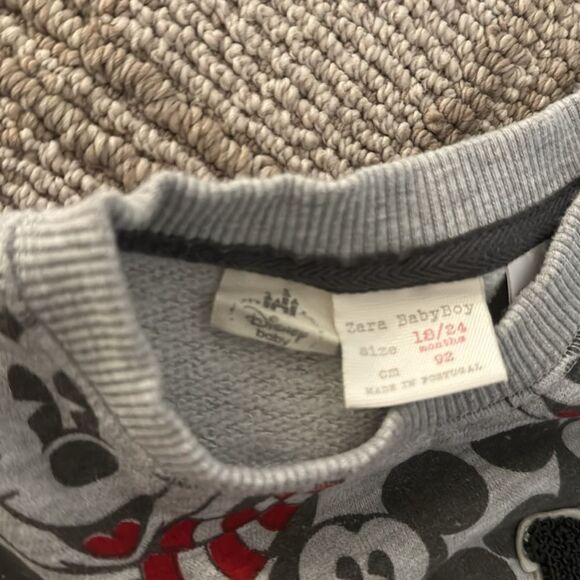 Disney
baby
Zara BabyBoy
size 18/24
months
cm 92
MADE IN PORTUGAL